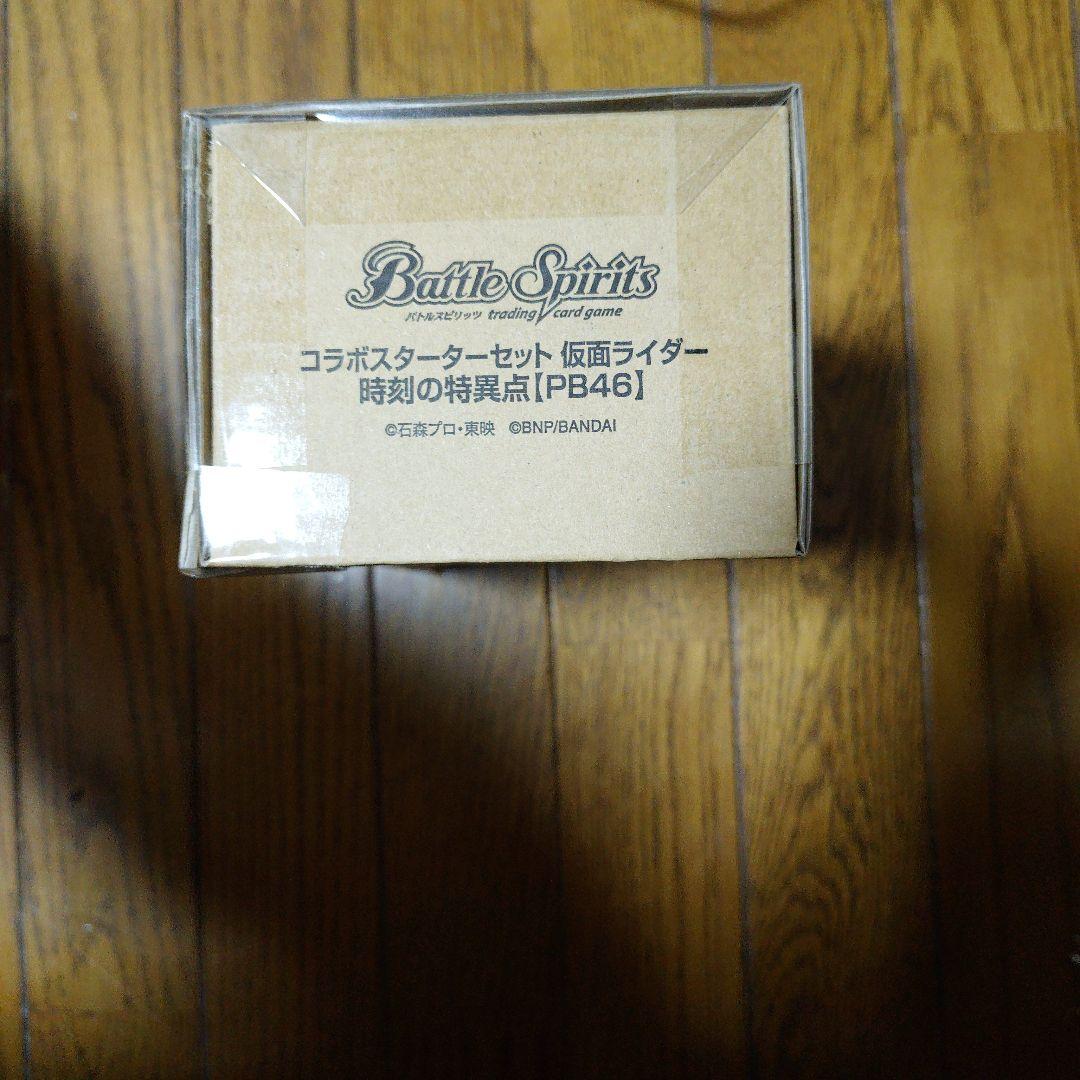 Battle Spirits
バトルスピリッツ trading card game
コラボスターターセット 仮面ライダー
時刻の特異点【PB46】
©石森プロ・東映 ©BNP/BANDAI